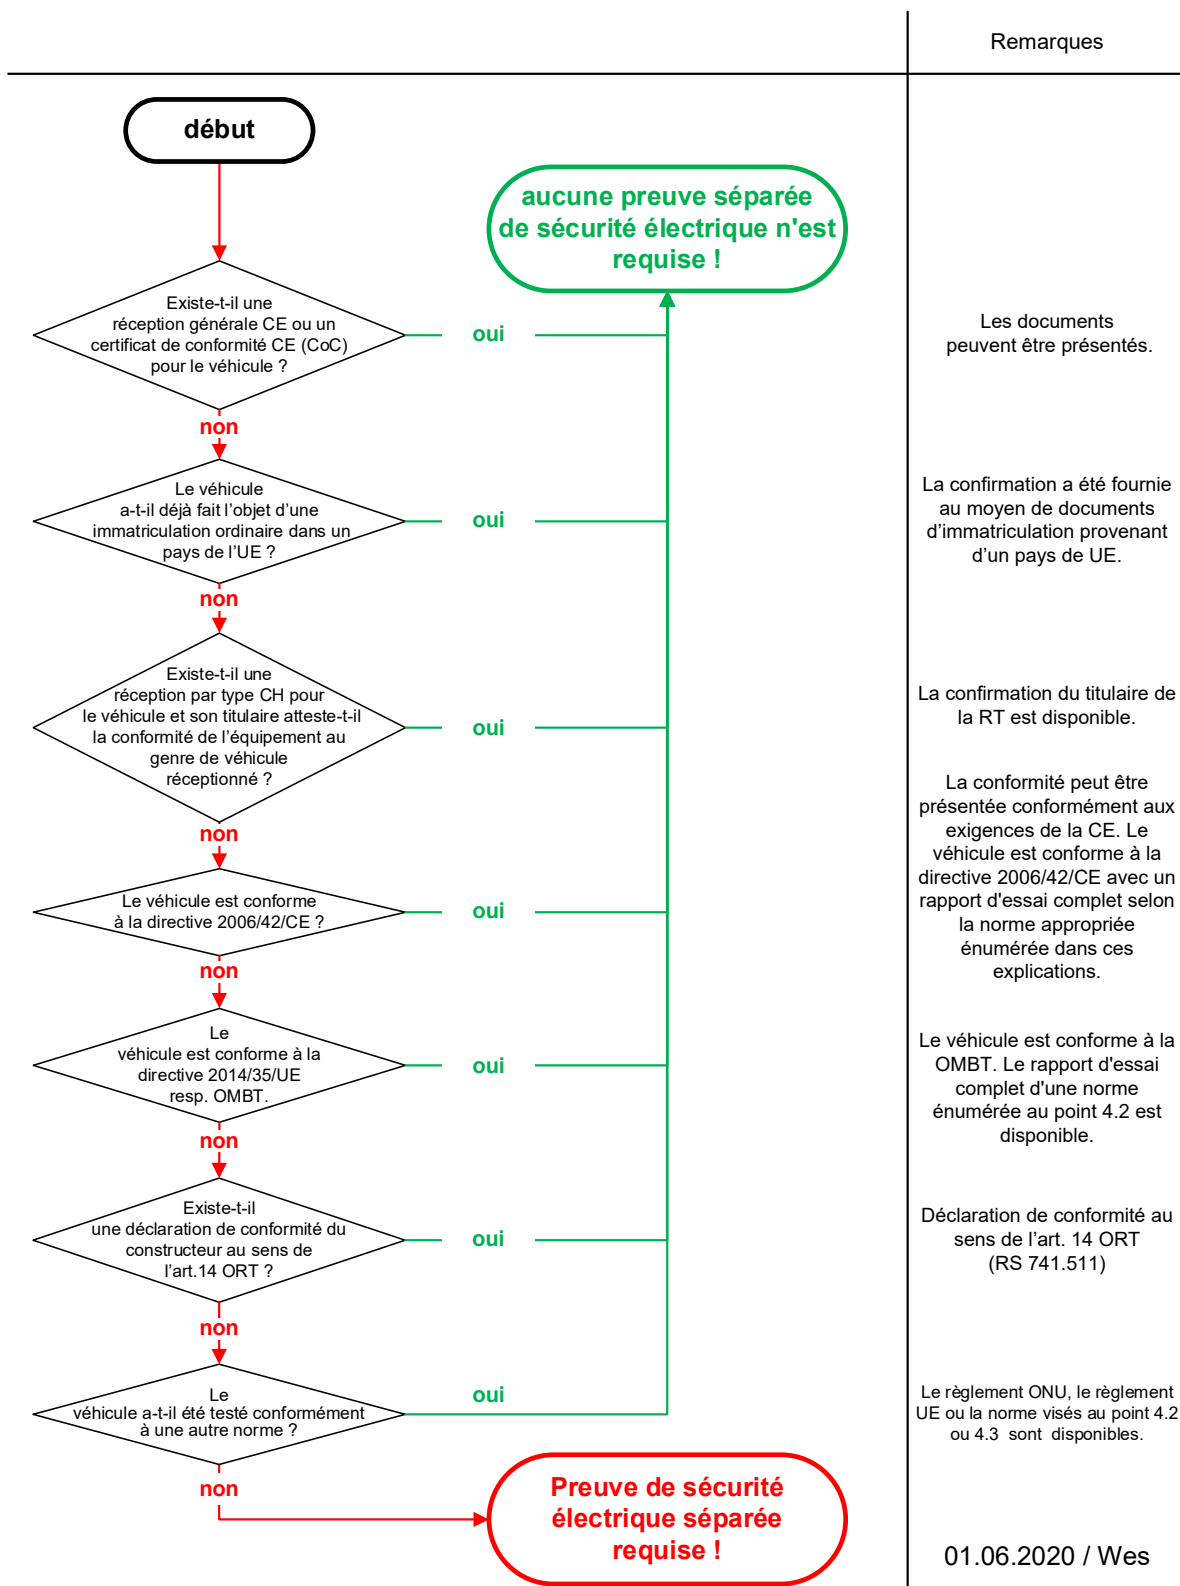 Remarques
début
aucune preuve séparée
de sécurité électrique n'est
requise !
Existe-t-il une
réception générale CE ou un
certificat de conformité CE (CoC)
pour le véhicule ?
oui
Les documents
peuvent être présentés.
non
Le véhicule
a-t-il déjà fait l’objet d’une
immatriculation ordinaire dans un
pays de l’UE ?
oui
La confirmation a été fournie
au moyen de documents
d’immatriculation provenant
d’un pays de UE.
non
Existe-t-il une
réception par type CH pour
le véhicule et son titulaire atteste-t-il
la conformité de l’équipement au
genre de véhicule
réceptionné ?
oui
La confirmation du titulaire de
la RT est disponible.
non
Le véhicule est conforme
à la directive 2006/42/CE ?
oui
La conformité peut être
présentée conformément aux
exigences de la CE. Le
véhicule est conforme à la
directive 2006/42/CE avec un
rapport d'essai complet selon
la norme appropriée
énumérée dans ces
explications.
non
Le
véhicule est conforme à la
directive 2014/35/UE
resp. OMBT.
oui
Le véhicule est conforme à la
OMBT. Le rapport d'essai
complet d'une norme
énumérée au point 4.2 est
disponible.
non
Existe-t-il
une déclaration de conformité du
constructeur au sens de
l’art.14 ORT ?
oui
Déclaration de conformité au
sens de l’art. 14 ORT
(RS 741.511)
non
Le
véhicule a-t-il été testé conformément
à une autre norme ?
oui
Le règlement ONU, le règlement
UE ou la norme visés au point 4.2
ou 4.3 sont disponibles.
non
Preuve de sécurité
électrique séparée
requise !
01.06.2020 / Wes